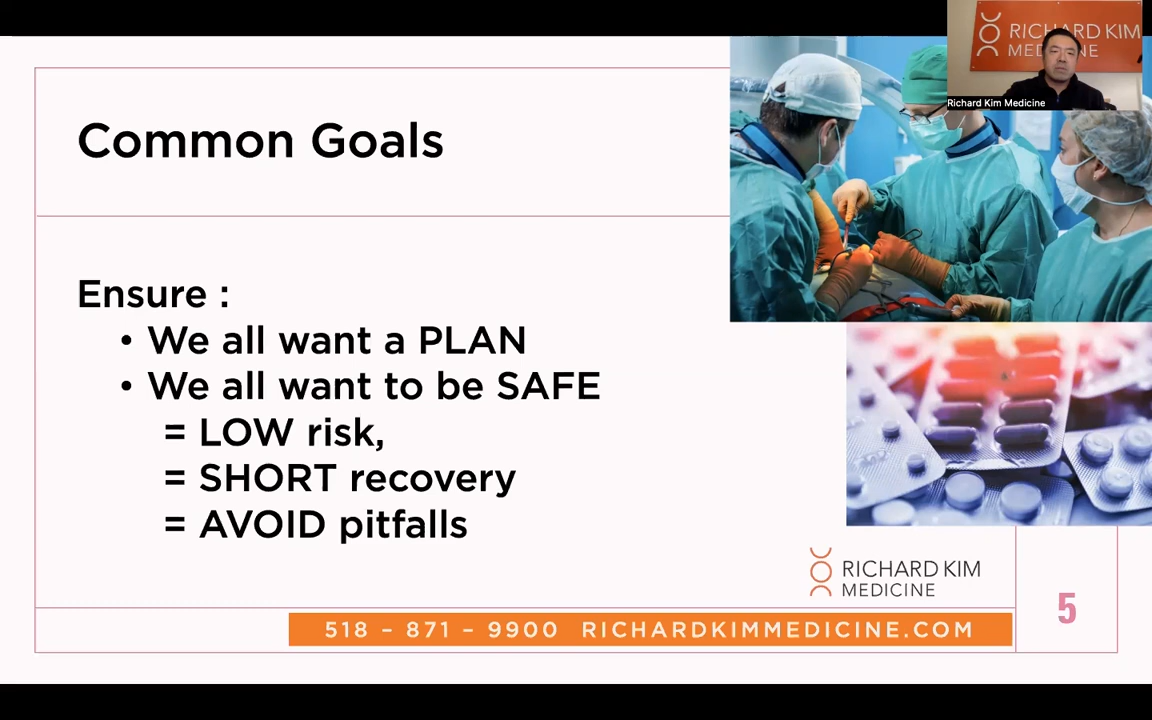 RICHARD KIM
MEDICINE
Richard Kim Medicine
Common Goals
Ensure :
• We all want a PLAN
• We all want to be SAFE
= LOW risk,
= SHORT recovery
= AVOID pitfalls
RICHARD KIM
MEDICINE
5
518 – 871 – 9900 RICHARDKIMMEDICINE.COM